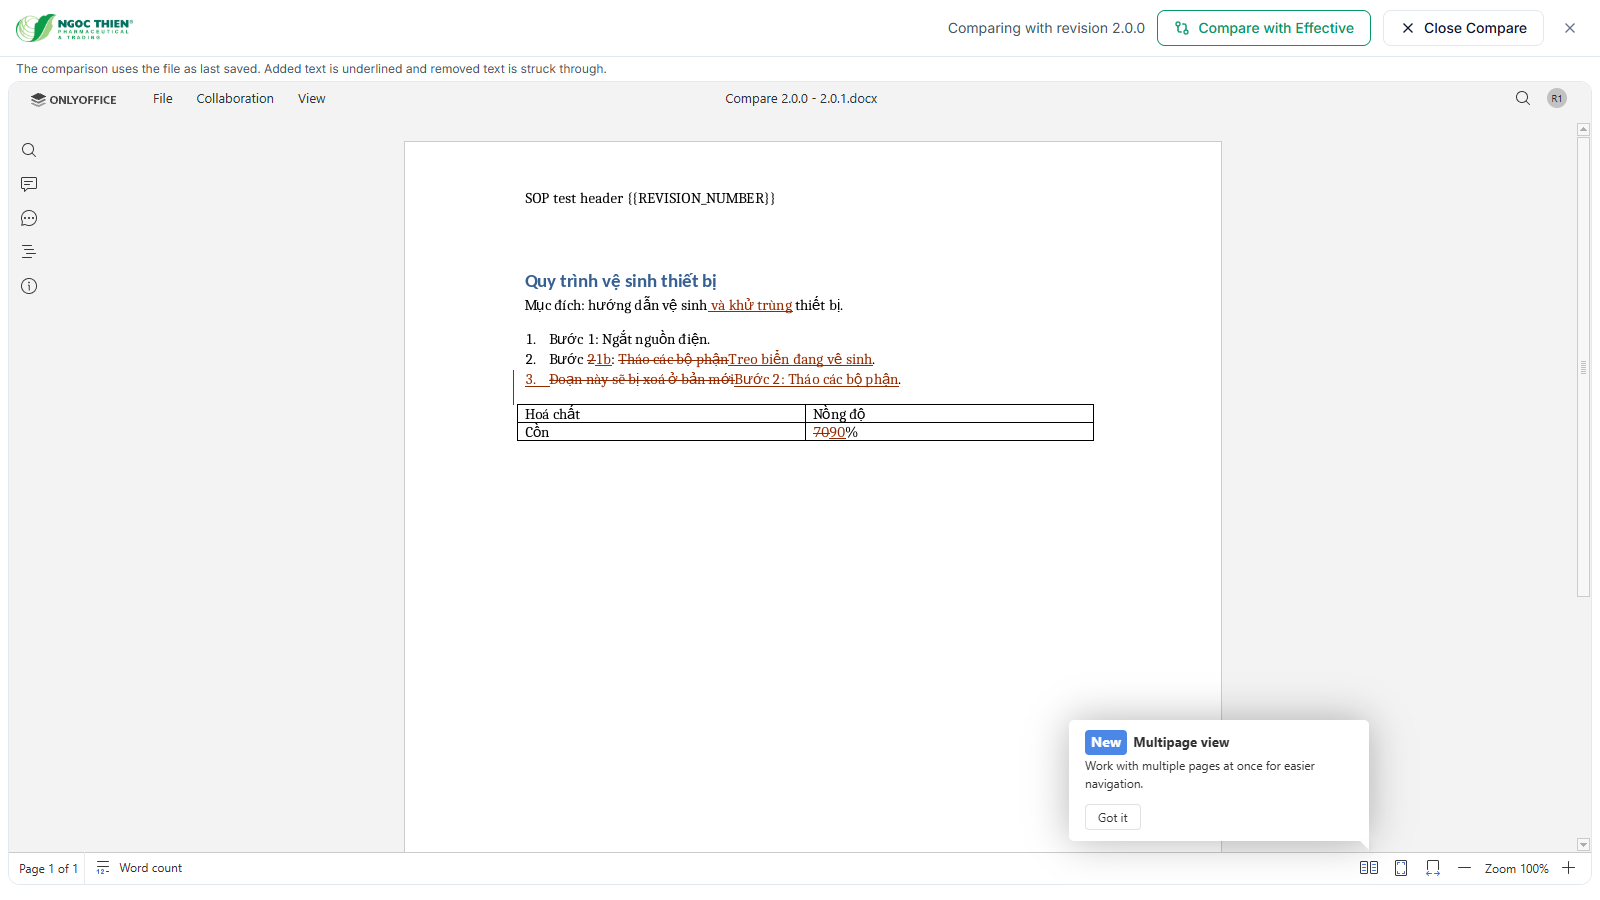 NGOC THIEN®
PHARMACEUTICAL
& TRADING
Comparing with revision 2.0.0
Compare with Effective
Close Compare
The comparison uses the file as last saved. Added text is underlined and removed text is struck through.
ONLYOFFICE
File
Collaboration
View
Compare 2.0.0 - 2.0.1.docx
R1
SOP test header {{REVISION_NUMBER}}
Quy trình vệ sinh thiết bị
Mục đích: hướng dẫn vệ sinh và khử trùng thiết bị.
1. Bước 1: Ngắt nguồn điện.
2. Bước 21b: Tháo các bộ phậnTreo biển đang vệ sinh.
3. Đoạn này sẽ bị xoá ở bản mớiBước 2: Tháo các bộ phận.
Hoá chất
Nồng độ
Cồn
7090%
New
Multipage view
Work with multiple pages at once for easier
navigation.
Got it
Page 1 of 1
Word count
Zoom 100%